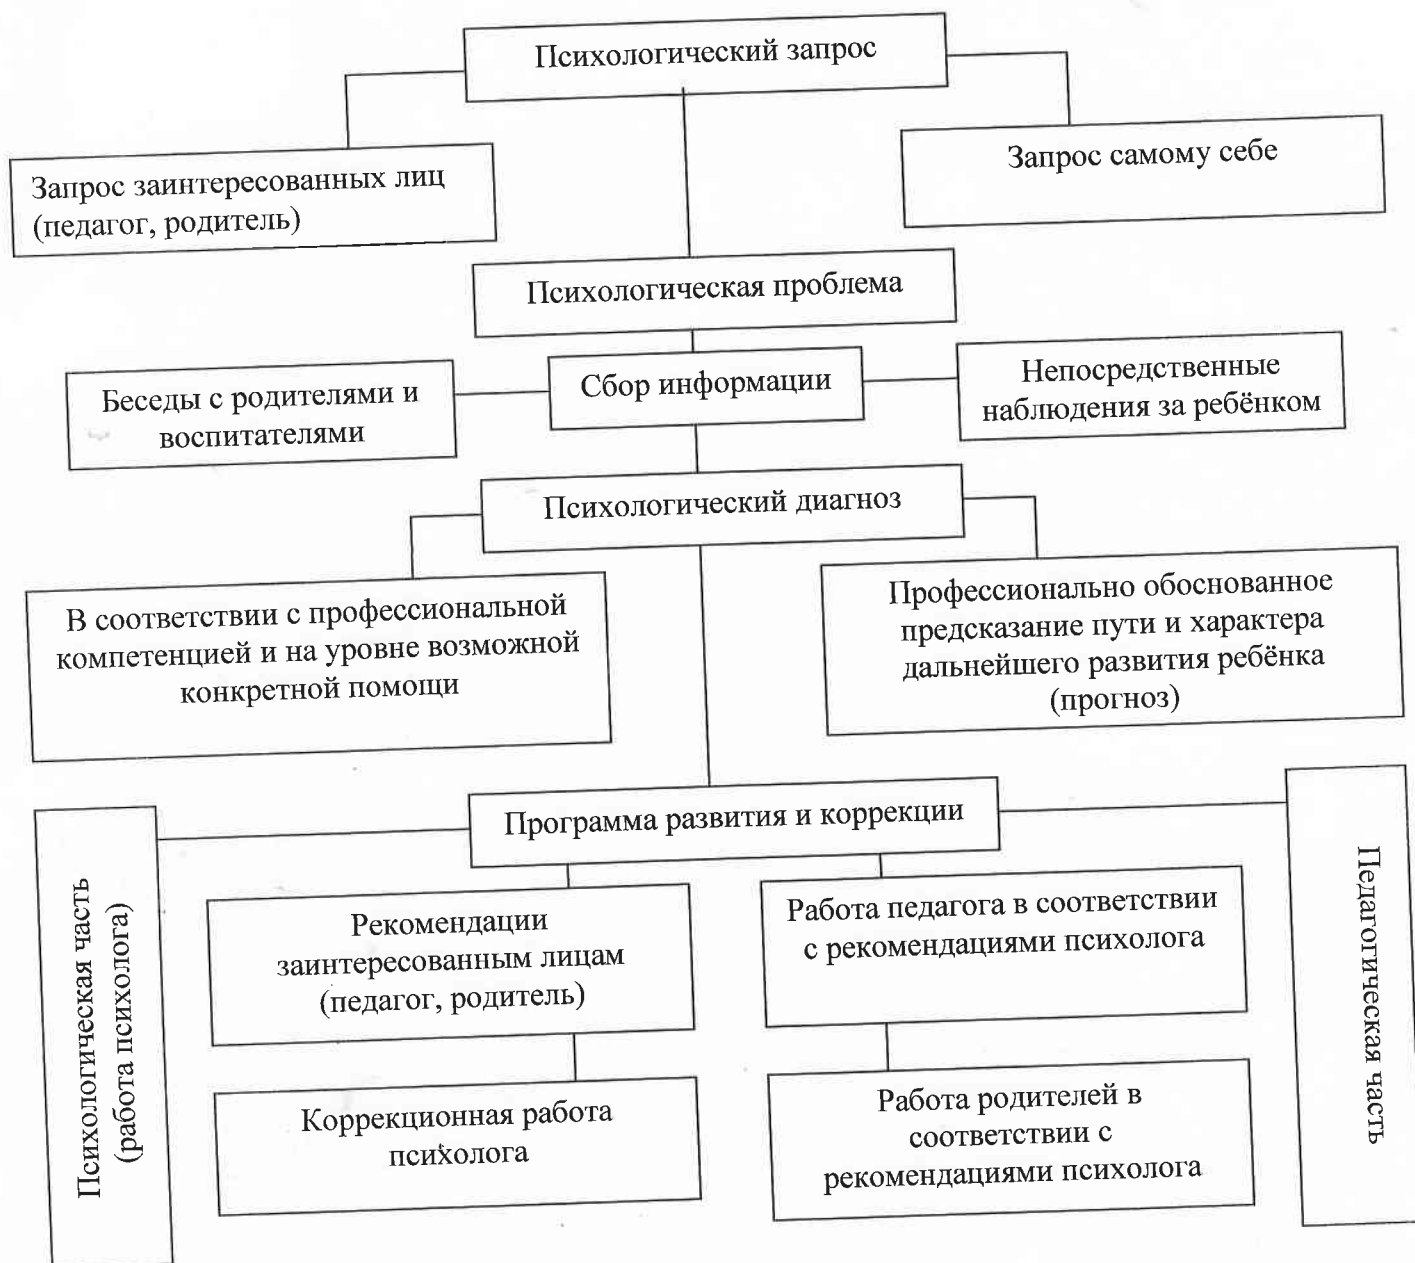 Психологический запрос
Запрос заинтересованных лиц
(педагог, родитель)
Запрос самому себе
Психологическая проблема
Беседы с родителями и
воспитателями
Сбор информации
Непосредственные
наблюдения за ребёнком
Психологический диагноз
В соответствии с профессиональной
компетенцией и на уровне возможной
конкретной помощи
Профессионально обоснованное
предсказание пути и характера
дальнейшего развития ребёнка
(прогноз)
Программа развития и коррекции
Психологическая часть
(работа психолога)
Рекомендации
заинтересованным лицам
(педагог, родитель)
Работа педагога в соответствии
с рекомендациями психолога
Коррекционная работа
психолога
Работа родителей в
соответствии с
рекомендациями психолога
Педагогическая часть